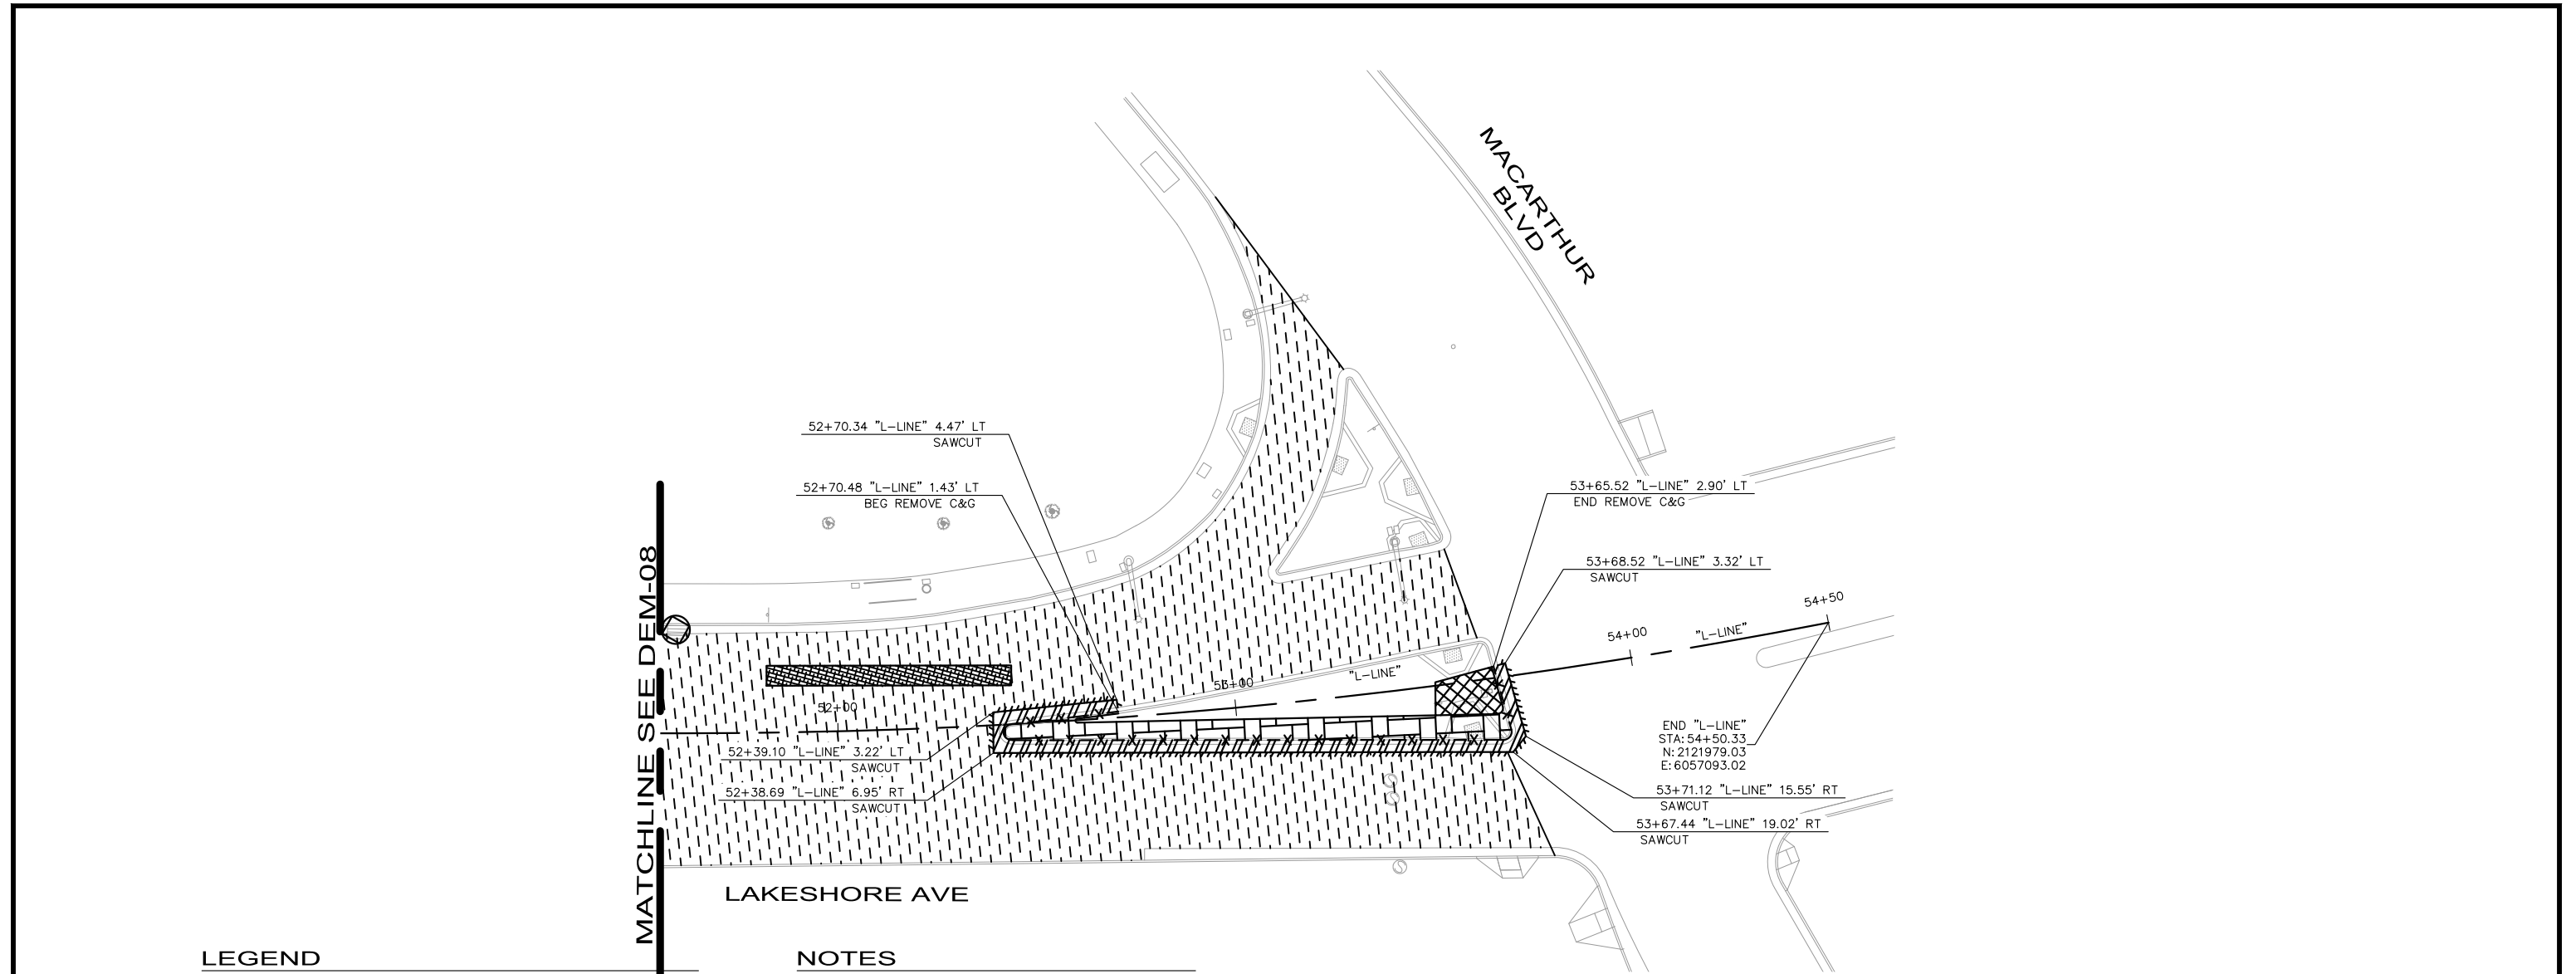 MACARTHUR
BLVD
52+70.34 "L-LINE" 4.47' LT
SAWCUT
52+70.48 "L-LINE" 1.43' LT
BEG REMOVE C&G
53+65.52 "L-LINE" 2.90' LT
END REMOVE C&G
53+68.52 "L-LINE" 3.32' LT
SAWCUT
54+50
54+00
"L-LINE"
"L-LINE"
53+00
52+00
MATCHLINE SEE DEM-08
END "L-LINE"
STA: 54+50.33
N: 2121979.03
E: 6057093.02
52+39.10 "L-LINE" 3.22' LT
SAWCUT
52+38.69 "L-LINE" 6.95' RT
SAWCUT
53+71.12 "L-LINE" 15.55' RT
SAWCUT
53+67.44 "L-LINE" 19.02' RT
SAWCUT
LAKESHORE AVE
LEGEND
NOTES